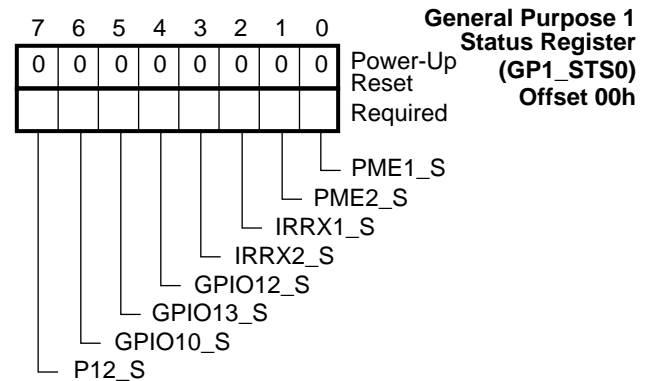 General Purpose 1
Status Register
(GP1_STS0)
Offset 00h
7 6 5 4 3 2 1 0
0 0 0 0 0 0 0 0 Power-Up
Reset
Required
PME1_S
PME2_S
IRRX1_S
IRRX2_S
GPIO12_S
GPIO13_S
GPIO10_S
P12_S